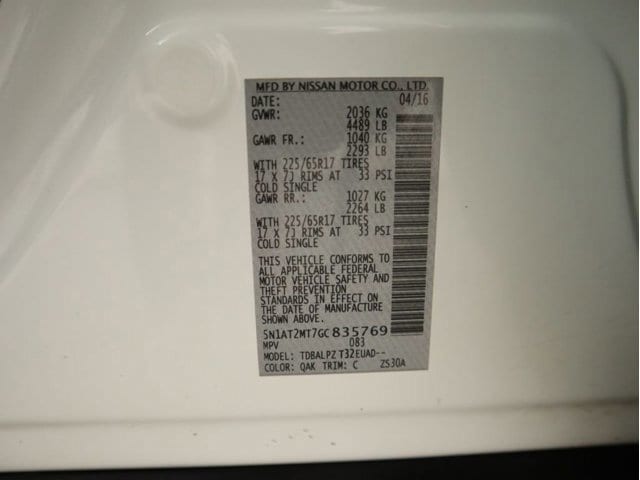 MFD BY NISSAN MOTOR CO., LTD.
DATE: 04/16
GVWR: 2036 KG
4489 LB
GAWR FR.: 1040 KG
2293 LB
WITH 225/65R17 TIRES
17 X 7J RIMS AT 33 PSI
COLD SINGLE
GAWR RR.: 1027 KG
2264 LB
WITH 225/65R17 TIRES
17 X 7J RIMS AT 33 PSI
COLD SINGLE
THIS VEHICLE CONFORMS TO
ALL APPLICABLE FEDERAL
MOTOR VEHICLE SAFETY AND
THEFT PREVENTION
STANDARDS IN EFFECT ON
THE DATE OF MANUFACTURE
SHOWN ABOVE.
5N1AT2MT7GC835769
MPV 083
MODEL: TDBALPZ T32EUAD--
COLOR: QAK TRIM: C ZS30A